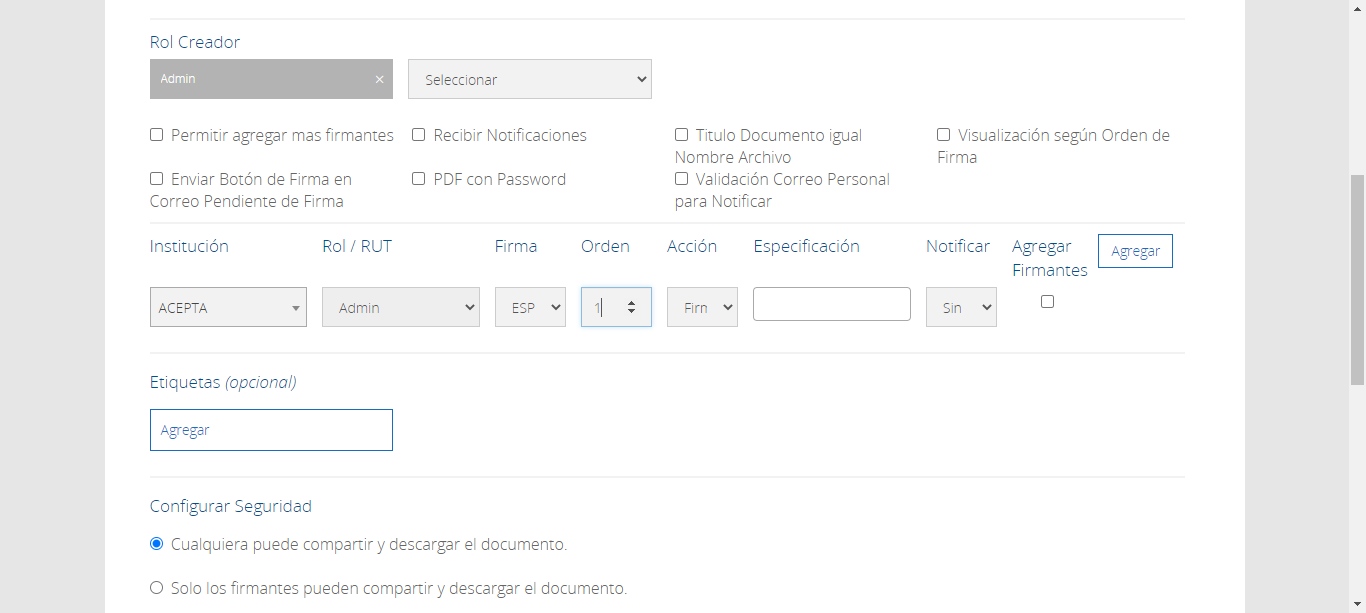 Rol Creador
Admin ×
Seleccionar
Permitir agregar mas firmantes
Recibir Notificaciones
Titulo Documento igual
Nombre Archivo
Visualización según Orden de
Firma
Enviar Botón de Firma en
Correo Pendiente de Firma
PDF con Password
Validación Correo Personal
para Notificar
Institución
Rol / RUT
Firma
Orden
Acción
Especificación
Notificar
Agregar
Firmantes
Agregar
ACEPTA
Admin
ESP
1
Firn
Sin
Etiquetas (opcional)
Agregar
Configurar Seguridad
Cualquiera puede compartir y descargar el documento.
Solo los firmantes pueden compartir y descargar el documento.